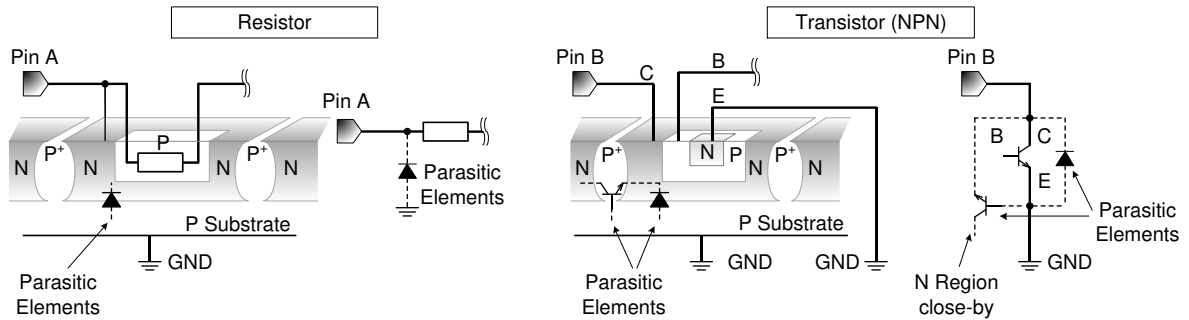 Resistor
Pin A
N
P+
N
P
P+
N
N
P Substrate
GND
Parasitic
Elements
Pin A
Parasitic
Elements
Transistor (NPN)
Pin B
C
B
E
N
P+
N
N
P
P+
N
N
P Substrate
GND
GND
Parasitic
Elements
Pin B
B
C
E
Parasitic
Elements
N Region
close-by
GND